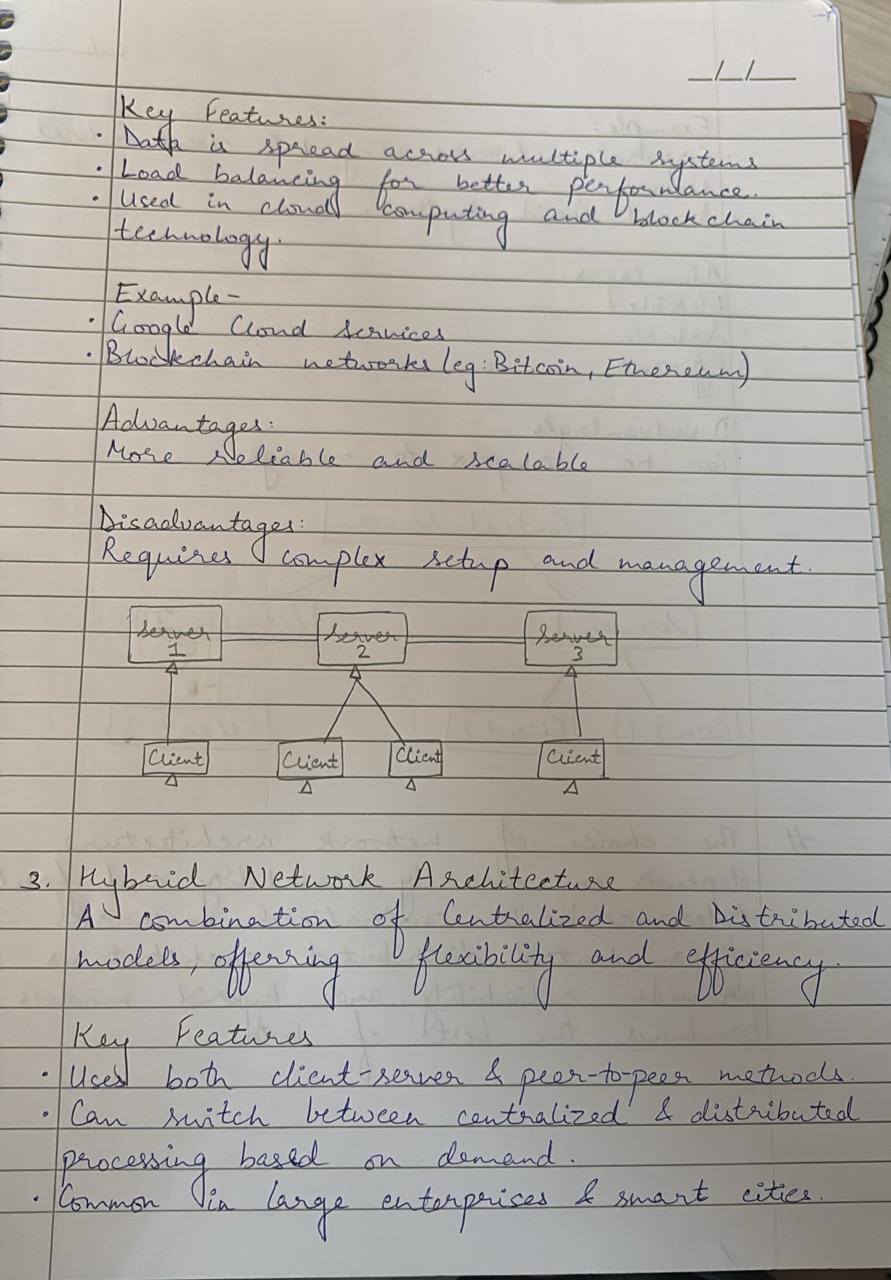 _/_/__
Key Features:
• Data is spread across multiple systems
• Load balancing for better performance.
• Used in cloud computing and blockchain
technology.
Example-
• Google Cloud Services
• Blockchain networks (eg: Bitcoin, Ethereum)
Advantages:
More reliable and scalable
Disadvantages:
Requires complex setup and management.
Server 1 Server 2 Server 3
Client Client Client Client
3. Hybrid Network Architecture
A combination of Centralized and Distributed
models, offerring flexibility and efficiency.
Key Features
• Uses both client-server & peer-to-peer methods.
• Can switch between centralized & distributed
processing based on demand.
• Common in large enterprises & smart cities.